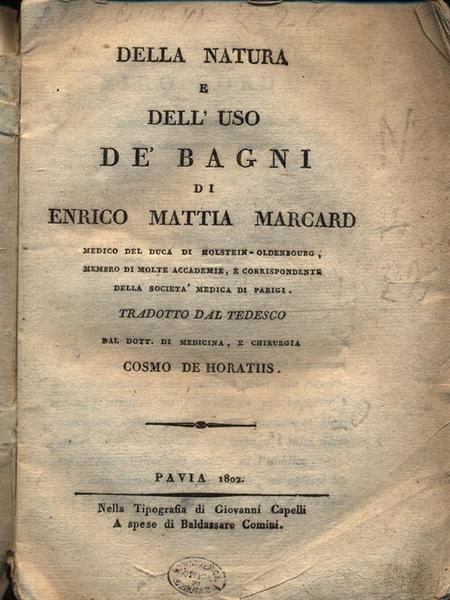 DELLA NATURA
E
DELL' USO
DE' BAGNI
DI
ENRICO MATTIA MARCARD
MEDICO DEL DUCA DI HOLSTEIN-OLDENBOURG,
MEMBRO DI MOLTE ACCADEMIE, E CORRISPONDENTE
DELLA SOCIETA' MEDICA DI PARIGI.
TRADOTTO DAL TEDESCO
DAL DOTT. DI MEDICINA, E CHIRURGIA
COSMO DE HORATIIS.
PAVIA 1802.
Nella Tipografia di Giovanni Capelli
A spese di Baldassare Comini.